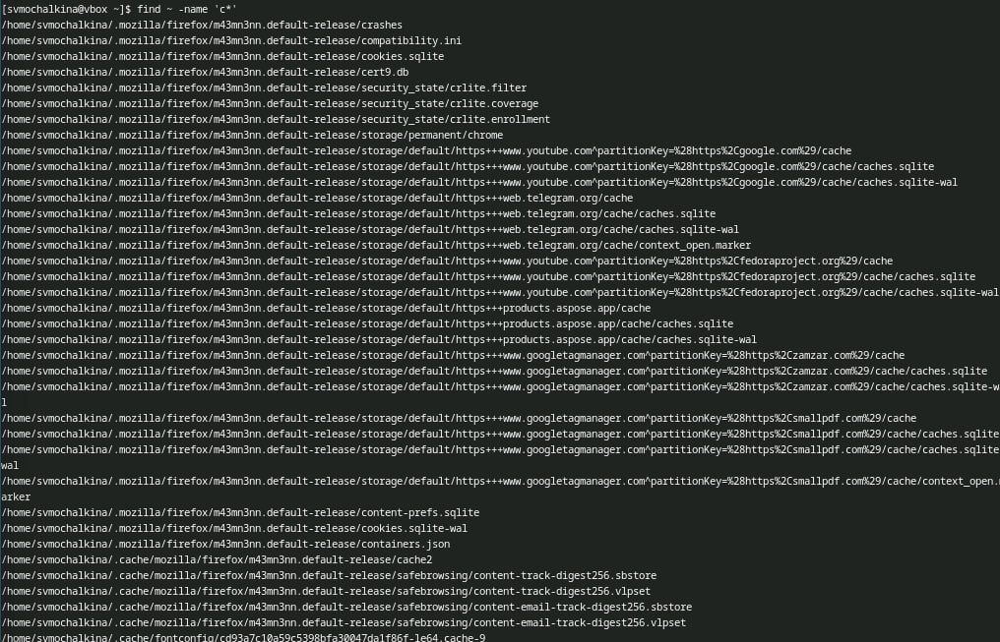 [svmochalkina@vbox ~]$ find ~ -name 'c*'
/home/svmochalkina/.mozilla/firefox/m43mn3nn.default-release/crashes
/home/svmochalkina/.mozilla/firefox/m43mn3nn.default-release/compatibility.ini
/home/svmochalkina/.mozilla/firefox/m43mn3nn.default-release/cookies.sqlite
/home/svmochalkina/.mozilla/firefox/m43mn3nn.default-release/cert9.db
/home/svmochalkina/.mozilla/firefox/m43mn3nn.default-release/security_state/crlite.filter
/home/svmochalkina/.mozilla/firefox/m43mn3nn.default-release/security_state/crlite.coverage
/home/svmochalkina/.mozilla/firefox/m43mn3nn.default-release/security_state/crlite.enrollment
/home/svmochalkina/.mozilla/firefox/m43mn3nn.default-release/storage/permanent/chrome
/home/svmochalkina/.mozilla/firefox/m43mn3nn.default-release/storage/default/https+++www.youtube.com^partitionKey=%28https%2Cgoogle.com%29/cache
/home/svmochalkina/.mozilla/firefox/m43mn3nn.default-release/storage/default/https+++www.youtube.com^partitionKey=%28https%2Cgoogle.com%29/cache/caches.sqlite
/home/svmochalkina/.mozilla/firefox/m43mn3nn.default-release/storage/default/https+++www.youtube.com^partitionKey=%28https%2Cgoogle.com%29/cache/caches.sqlite-wal
/home/svmochalkina/.mozilla/firefox/m43mn3nn.default-release/storage/default/https+++web.telegram.org/cache
/home/svmochalkina/.mozilla/firefox/m43mn3nn.default-release/storage/default/https+++web.telegram.org/cache/caches.sqlite
/home/svmochalkina/.mozilla/firefox/m43mn3nn.default-release/storage/default/https+++web.telegram.org/cache/caches.sqlite-wal
/home/svmochalkina/.mozilla/firefox/m43mn3nn.default-release/storage/default/https+++web.telegram.org/cache/context_open.marker
/home/svmochalkina/.mozilla/firefox/m43mn3nn.default-release/storage/default/https+++www.youtube.com^partitionKey=%28https%2Cfedoraproject.org%29/cache
/home/svmochalkina/.mozilla/firefox/m43mn3nn.default-release/storage/default/https+++www.youtube.com^partitionKey=%28https%2Cfedoraproject.org%29/cache/caches.sqlite
/home/svmochalkina/.mozilla/firefox/m43mn3nn.default-release/storage/default/https+++www.youtube.com^partitionKey=%28https%2Cfedoraproject.org%29/cache/caches.sqlite-wal
/home/svmochalkina/.mozilla/firefox/m43mn3nn.default-release/storage/default/https+++products.aspose.app/cache
/home/svmochalkina/.mozilla/firefox/m43mn3nn.default-release/storage/default/https+++products.aspose.app/cache/caches.sqlite
/home/svmochalkina/.mozilla/firefox/m43mn3nn.default-release/storage/default/https+++products.aspose.app/cache/caches.sqlite-wal
/home/svmochalkina/.mozilla/firefox/m43mn3nn.default-release/storage/default/https+++www.googletagmanager.com^partitionKey=%28https%2Czamzar.com%29/cache
/home/svmochalkina/.mozilla/firefox/m43mn3nn.default-release/storage/default/https+++www.googletagmanager.com^partitionKey=%28https%2Czamzar.com%29/cache/caches.sqlite
/home/svmochalkina/.mozilla/firefox/m43mn3nn.default-release/storage/default/https+++www.googletagmanager.com^partitionKey=%28https%2Czamzar.com%29/cache/caches.sqlite-wa
l
/home/svmochalkina/.mozilla/firefox/m43mn3nn.default-release/storage/default/https+++www.googletagmanager.com^partitionKey=%28https%2Csmallpdf.com%29/cache
/home/svmochalkina/.mozilla/firefox/m43mn3nn.default-release/storage/default/https+++www.googletagmanager.com^partitionKey=%28https%2Csmallpdf.com%29/cache/caches.sqlite
/home/svmochalkina/.mozilla/firefox/m43mn3nn.default-release/storage/default/https+++www.googletagmanager.com^partitionKey=%28https%2Csmallpdf.com%29/cache/caches.sqlite
wal
/home/svmochalkina/.mozilla/firefox/m43mn3nn.default-release/storage/default/https+++www.googletagmanager.com^partitionKey=%28https%2Csmallpdf.com%29/cache/context_open.m
arker
/home/svmochalkina/.mozilla/firefox/m43mn3nn.default-release/content-prefs.sqlite
/home/svmochalkina/.mozilla/firefox/m43mn3nn.default-release/cookies.sqlite-wal
/home/svmochalkina/.mozilla/firefox/m43mn3nn.default-release/containers.json
/home/svmochalkina/.cache/mozilla/firefox/m43mn3nn.default-release/cache2
/home/svmochalkina/.cache/mozilla/firefox/m43mn3nn.default-release/safebrowsing/content-track-digest256.sbstore
/home/svmochalkina/.cache/mozilla/firefox/m43mn3nn.default-release/safebrowsing/content-track-digest256.vlpset
/home/svmochalkina/.cache/mozilla/firefox/m43mn3nn.default-release/safebrowsing/content-email-track-digest256.sbstore
/home/svmochalkina/.cache/mozilla/firefox/m43mn3nn.default-release/safebrowsing/content-email-track-digest256.vlpset
/home/svmochalkina/.cache/fontconfig/cd93a7c10a59c5398bfa30047da1f86f-le64.cache-9